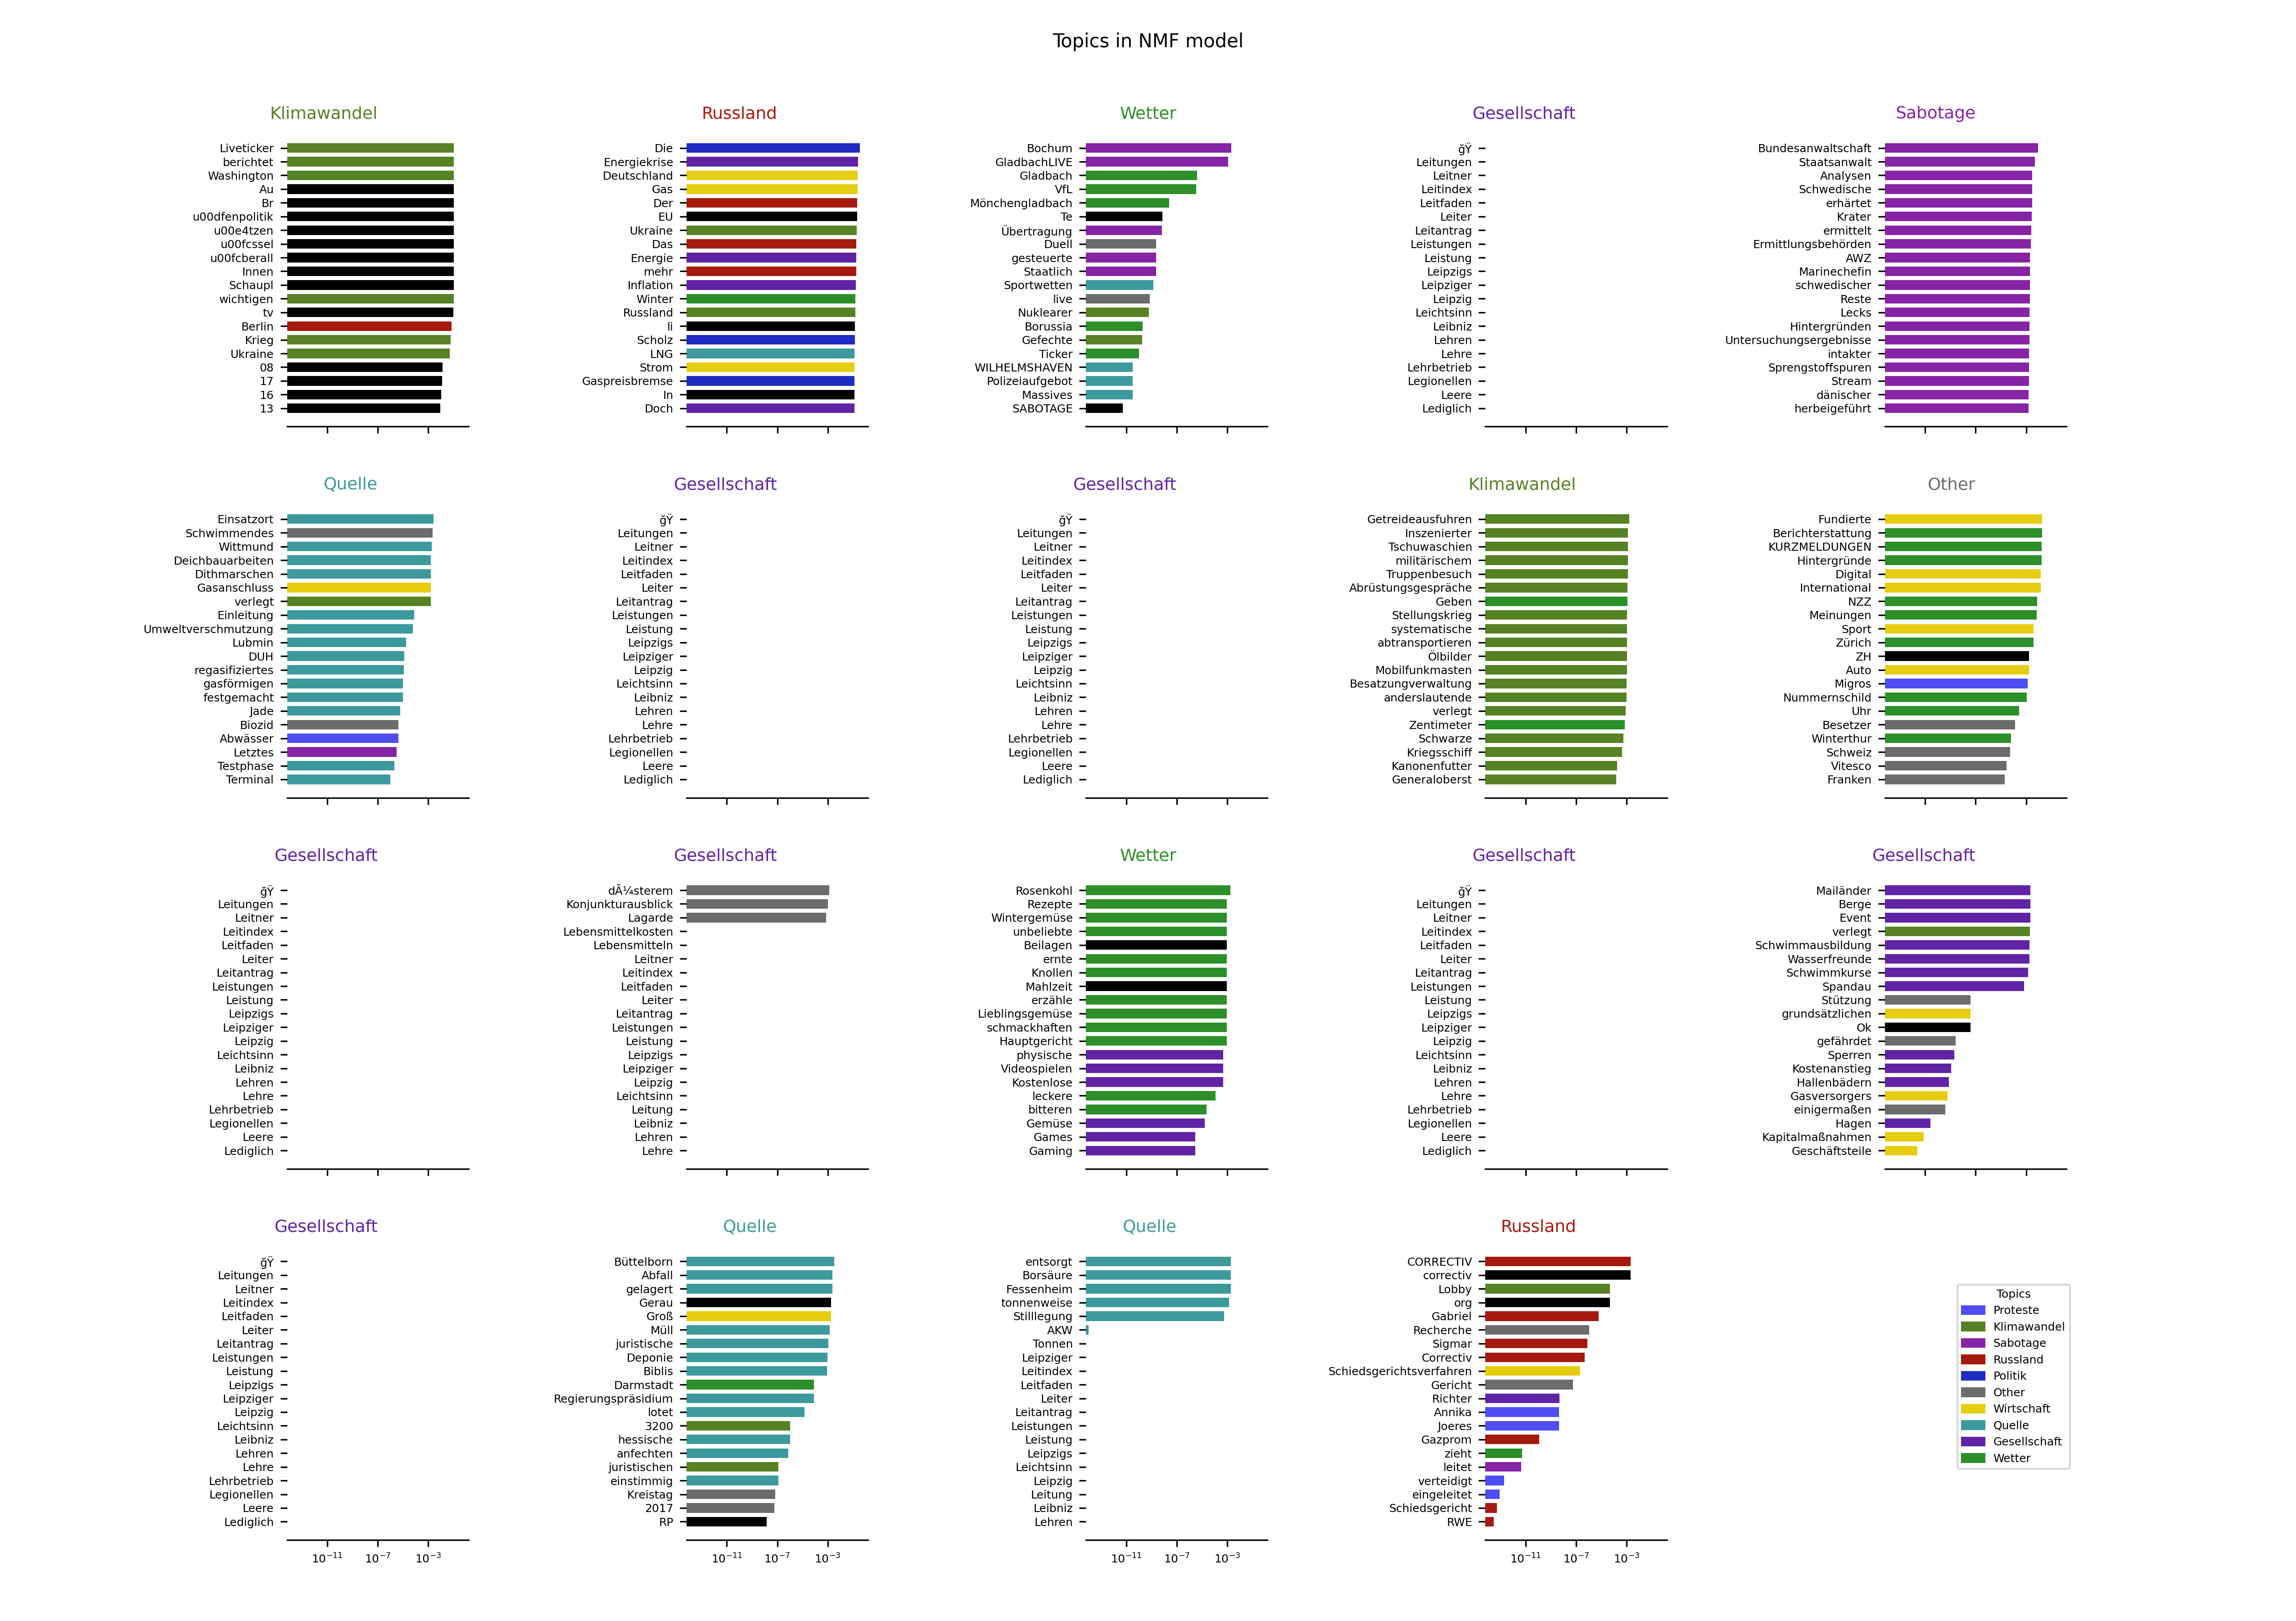 Topics in NMF model
Klimawandel
Liveticker
berichtet
Washington
Au
Br
u00dfenpolitik
u00e4tzen
u00fcssel
u00fcberall
Innen
Schaupl
wichtigen
tv
Berlin
Krieg
Ukraine
08
17
16
13
Russland
Die
Energiekrise
Deutschland
Gas
Der
EU
Ukraine
Das
Energie
mehr
Inflation
Winter
Russland
li
Scholz
LNG
Strom
Gaspreisbremse
In
Doch
Wetter
Bochum
GladbachLIVE
Gladbach
VfL
Mönchengladbach
Te
Übertragung
Duell
gesteuerte
Staatlich
Sportwetten
live
Nuklearer
Borussia
Gefechte
Ticker
WILHELMSHAVEN
Polizeiaufgebot
Massives
SABOTAGE
Gesellschaft
ğŸ
Leitungen
Leitner
Leitindex
Leitfaden
Leiter
Leitantrag
Leistungen
Leistung
Leipzigs
Leipziger
Leipzig
Leichtsinn
Leibniz
Lehren
Lehre
Lehrbetrieb
Legionellen
Leere
Lediglich
Sabotage
Bundesanwaltschaft
Staatsanwalt
Analysen
Schwedische
erhärtet
Krater
ermittelt
Ermittlungsbehörden
AWZ
Marinechefin
schwedischer
Reste
Lecks
Hintergründen
Untersuchungsergebnisse
intakter
Sprengstoffspuren
Stream
dänischer
herbeigeführt
Quelle
Einsatzort
Schwimmendes
Wittmund
Deichbauarbeiten
Dithmarschen
Gasanschluss
verlegt
Einleitung
Umweltverschmutzung
Lubmin
DUH
regasifiziertes
gasförmigen
festgemacht
Jade
Biozid
Abwässer
Letztes
Testphase
Terminal
Gesellschaft
ğŸ
Leitungen
Leitner
Leitindex
Leitfaden
Leiter
Leitantrag
Leistungen
Leistung
Leipzigs
Leipziger
Leipzig
Leichtsinn
Leibniz
Lehren
Lehre
Lehrbetrieb
Legionellen
Leere
Lediglich
Gesellschaft
ğŸ
Leitungen
Leitner
Leitindex
Leitfaden
Leiter
Leitantrag
Leistungen
Leistung
Leipzigs
Leipziger
Leipzig
Leichtsinn
Leibniz
Lehren
Lehre
Lehrbetrieb
Legionellen
Leere
Lediglich
Klimawandel
Getreideausfuhren
Inszenierter
Tschuwaschien
militärischem
Truppenbesuch
Abrüstungsgespräche
Geben
Stellungskrieg
systematische
abtransportieren
Ölbilder
Mobilfunkmasten
Besatzungverwaltung
anderslautende
verlegt
Zentimeter
Schwarze
Kriegsschiff
Kanonenfutter
Generaloberst
Other
Fundierte
Berichterstattung
KURZMELDUNGEN
Hintergründe
Digital
International
NZZ
Meinungen
Sport
Zürich
ZH
Auto
Migros
Nummernschild
Uhr
Besetzer
Winterthur
Schweiz
Vitesco
Franken
Gesellschaft
ğŸ
Leitungen
Leitner
Leitindex
Leitfaden
Leiter
Leitantrag
Leistungen
Leistung
Leipzigs
Leipziger
Leipzig
Leichtsinn
Leibniz
Lehren
Lehre
Lehrbetrieb
Legionellen
Leere
Lediglich
Gesellschaft
dÃ¼sterem
Konjunkturausblick
Lagarde
Lebensmittelkosten
Lebensmitteln
Leitner
Leitindex
Leitfaden
Leiter
Leitantrag
Leistungen
Leistung
Leipzigs
Leipziger
Leipzig
Leichtsinn
Leitung
Leibniz
Lehren
Lehre
Wetter
Rosenkohl
Rezepte
Wintergemüse
unbeliebte
Beilagen
ernte
Knollen
Mahlzeit
erzähle
Lieblingsgemüse
schmackhaften
Hauptgericht
physische
Videospielen
Kostenlose
leckere
bitteren
Gemüse
Games
Gaming
Gesellschaft
ğŸ
Leitungen
Leitner
Leitindex
Leitfaden
Leiter
Leitantrag
Leistungen
Leistung
Leipzigs
Leipziger
Leipzig
Leichtsinn
Leibniz
Lehren
Lehre
Lehrbetrieb
Legionellen
Leere
Lediglich
Gesellschaft
Mailänder
Berge
Event
verlegt
Schwimmausbildung
Wasserfreunde
Schwimmkurse
Spandau
Stützung
grundsätzlichen
Ok
gefährdet
Sperren
Kostenanstieg
Hallenbädern
Gasversorgers
einigermaßen
Hagen
Kapitalmaßnahmen
Geschäftsteile
Gesellschaft
ğŸ
Leitungen
Leitner
Leitindex
Leitfaden
Leiter
Leitantrag
Leistungen
Leistung
Leipzigs
Leipziger
Leipzig
Leichtsinn
Leibniz
Lehren
Lehre
Lehrbetrieb
Legionellen
Leere
Lediglich
10⁻¹¹ 10⁻⁷ 10⁻³
Quelle
Büttelborn
Abfall
gelagert
Gerau
Groß
Müll
juristische
Deponie
Biblis
Darmstadt
Regierungspräsidium
lotet
3200
hessische
anfechten
juristischen
einstimmig
Kreistag
2017
RP
10⁻¹¹ 10⁻⁷ 10⁻³
Quelle
entsorgt
Borsäure
Fessenheim
tonnenweise
Stilllegung
AKW
Tonnen
Leipziger
Leitindex
Leitfaden
Leiter
Leitantrag
Leistungen
Leistung
Leipzigs
Leichtsinn
Leipzig
Leitung
Leibniz
Lehren
10⁻¹¹ 10⁻⁷ 10⁻³
Russland
CORRECTIV
correctiv
Lobby
org
Gabriel
Recherche
Sigmar
Correctiv
Schiedsgerichtsverfahren
Gericht
Richter
Annika
Joeres
Gazprom
zieht
leitet
verteidigt
eingeleitet
Schiedsgericht
RWE
10⁻¹¹ 10⁻⁷ 10⁻³
Topics
Proteste
Klimawandel
Sabotage
Russland
Politik
Other
Wirtschaft
Quelle
Gesellschaft
Wetter